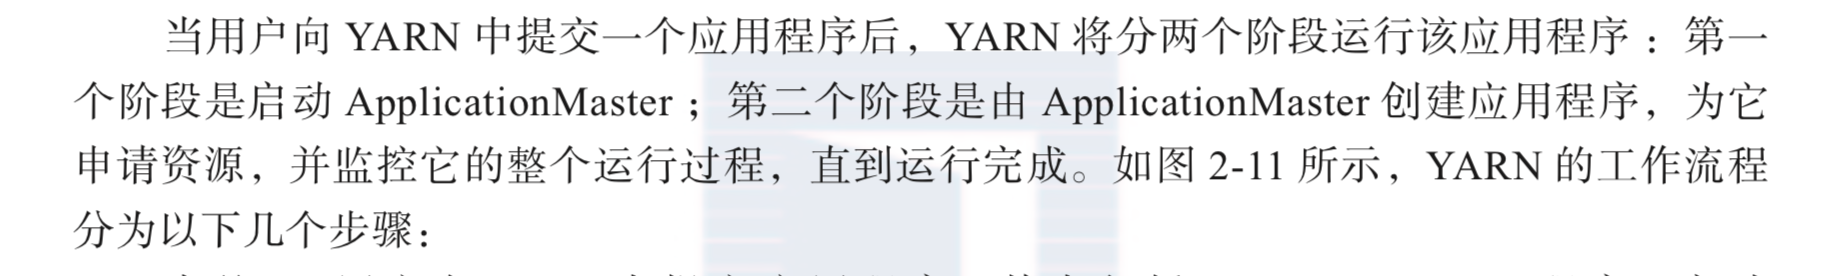 当用户向 YARN 中提交一个应用程序后，YARN 将分两个阶段运行该应用程序：第一
个阶段是启动 ApplicationMaster；第二个阶段是由 ApplicationMaster 创建应用程序，为它
申请资源，并监控它的整个运行过程，直到运行完成。如图 2-11 所示，YARN 的工作流程
分为以下几个步骤：